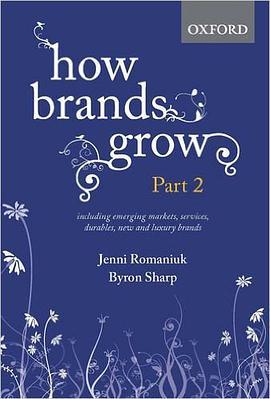 OXFORD
how
brands
grow
Part 2
including emerging markets, services,
durables, new and luxury brands
Jenni Romaniuk
Byron Sharp